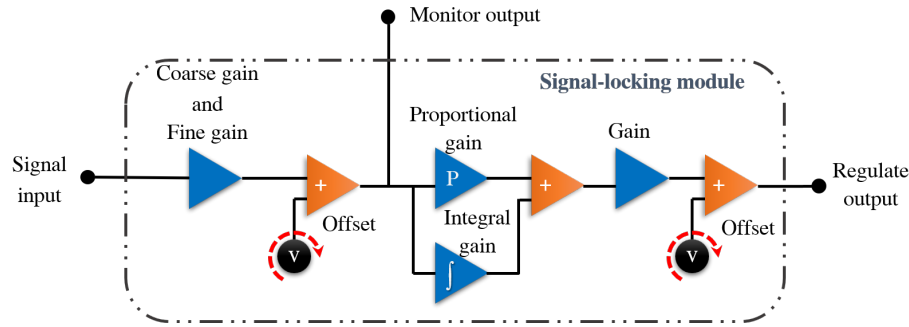 Monitor output
Coarse gain
and
Fine gain
Signal-locking module
Proportional
gain
Gain
Signal
input
+
P
+
+
Regulate
output
Offset
Integral
gain
Offset
V
∫
V